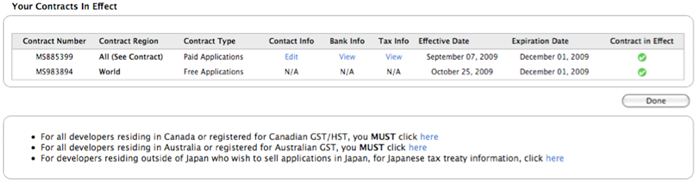 Your Contracts In Effect
Contract Number Contract Region Contract Type Contact Info Bank Info Tax Info Effective Date Expiration Date Contract in Effect
MS885399 All (See Contract) Paid Applications Edit View View September 07, 2009 December 01, 2009
MS983894 World Free Applications N/A N/A N/A October 25, 2009 December 01, 2009
Done
• For all developers residing in Canada or registered for Canadian GST/HST, you MUST click here
• For all developers residing in Australia or registered for Australian GST, you MUST click here
• For developers residing outside of Japan who wish to sell applications in Japan, for Japanese tax treaty information, click here